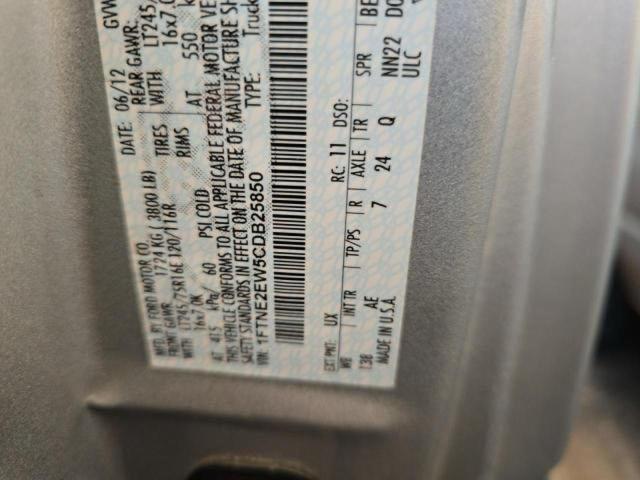 MFD. BY FORD MOTOR CO.
DATE: 06/12 GVW
FRONT GAWR: 1724 KG ( 3800 LB) REAR GAWR:
LT245/75R16E 120/116R TIRES WITH LT245/
16x7.0K RIMS 16x7.0
AT 415 kPa/ 60 PSI COLD AT 550 k
THIS VEHICLE CONFORMS TO ALL APPLICABLE FEDERAL MOTOR VE
SAFETY STANDARDS IN EFFECT ON THE DATE OF MANUFACTURE SH
VIN: 1FTNE2EW5CDB25850 TYPE: Truck
EXT PNT: UX RC: 11 DSO:
WB INT TR TP/PS R AXLE TR SPR BE
138 AE 7 24 Q NN22 DO
MADE IN U.S.A. ULC